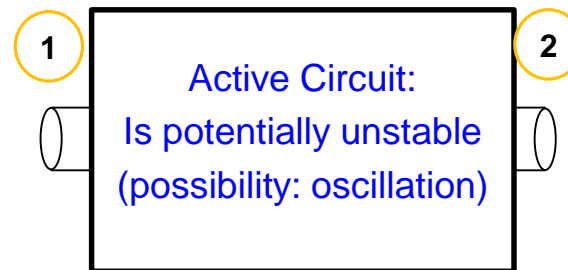 1
2
Active Circuit:
Is potentially unstable
(possibility: oscillation)